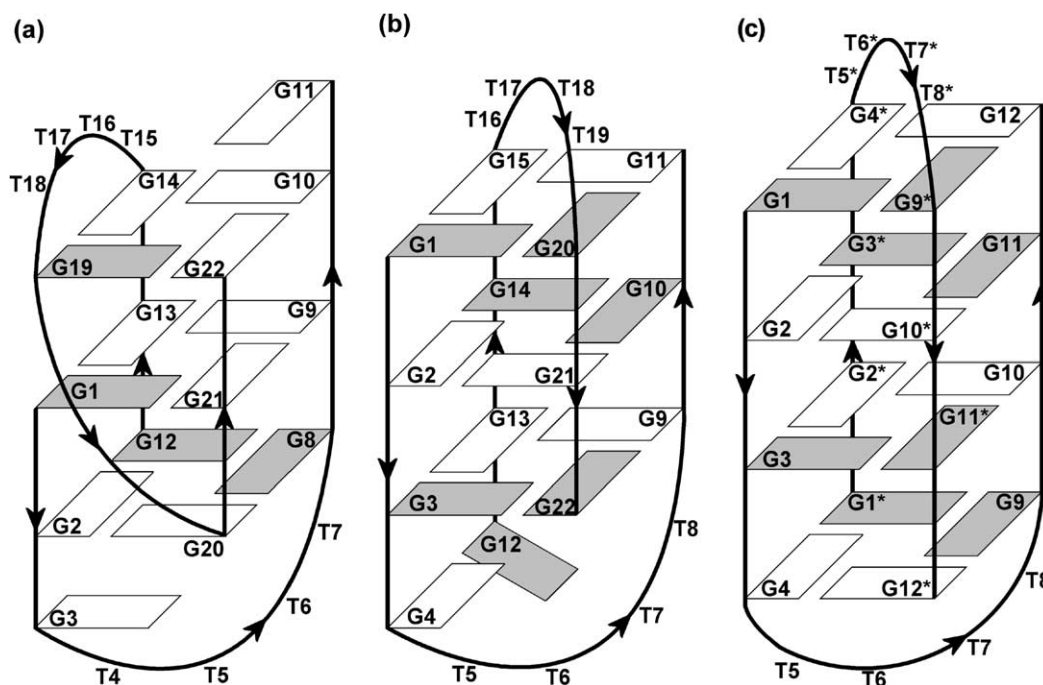 (a)
G11
T17 T16 T15
T18
G14
G10
G19
G22
G13
G9
G1
G21
G12
G8
G2
G20
T7
G3
T6
T4
T5
(b)
T17
T18
T16
T19
G15
G11
G1
G20
G14
G10
G2
G21
G13
G9
G3
G22
G12
T8
G4
T7
T5
T6
(c)
T6*
T7*
T5*
T8*
G4*
G12
G1
G9*
G3*
G11
G2
G10*
G2*
G10
G11*
G3
G1*
G9
G4
G12*
T8
T7
T5
T6